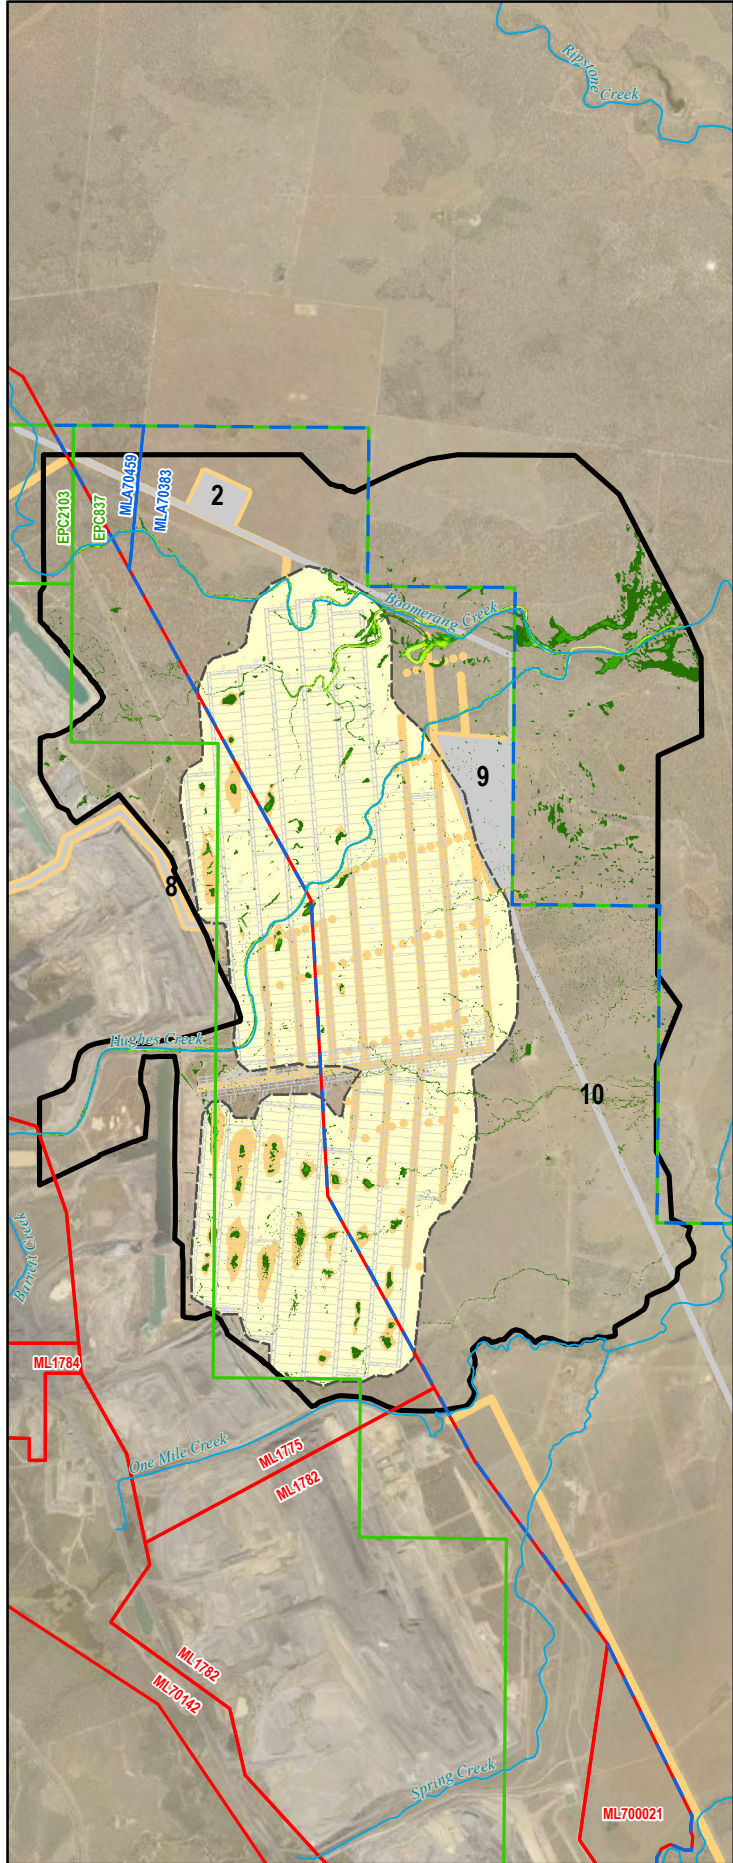 Ripstone
Creek
MLA70459
EPC2103
EPC837
MLA70383
2
Boomerang Creek
9
8
Hughes Creek
10
Barrett Creek
ML1784
One Mile Creek
ML1775
ML1782
ML1782
ML70142
Spring Creek
ML700021